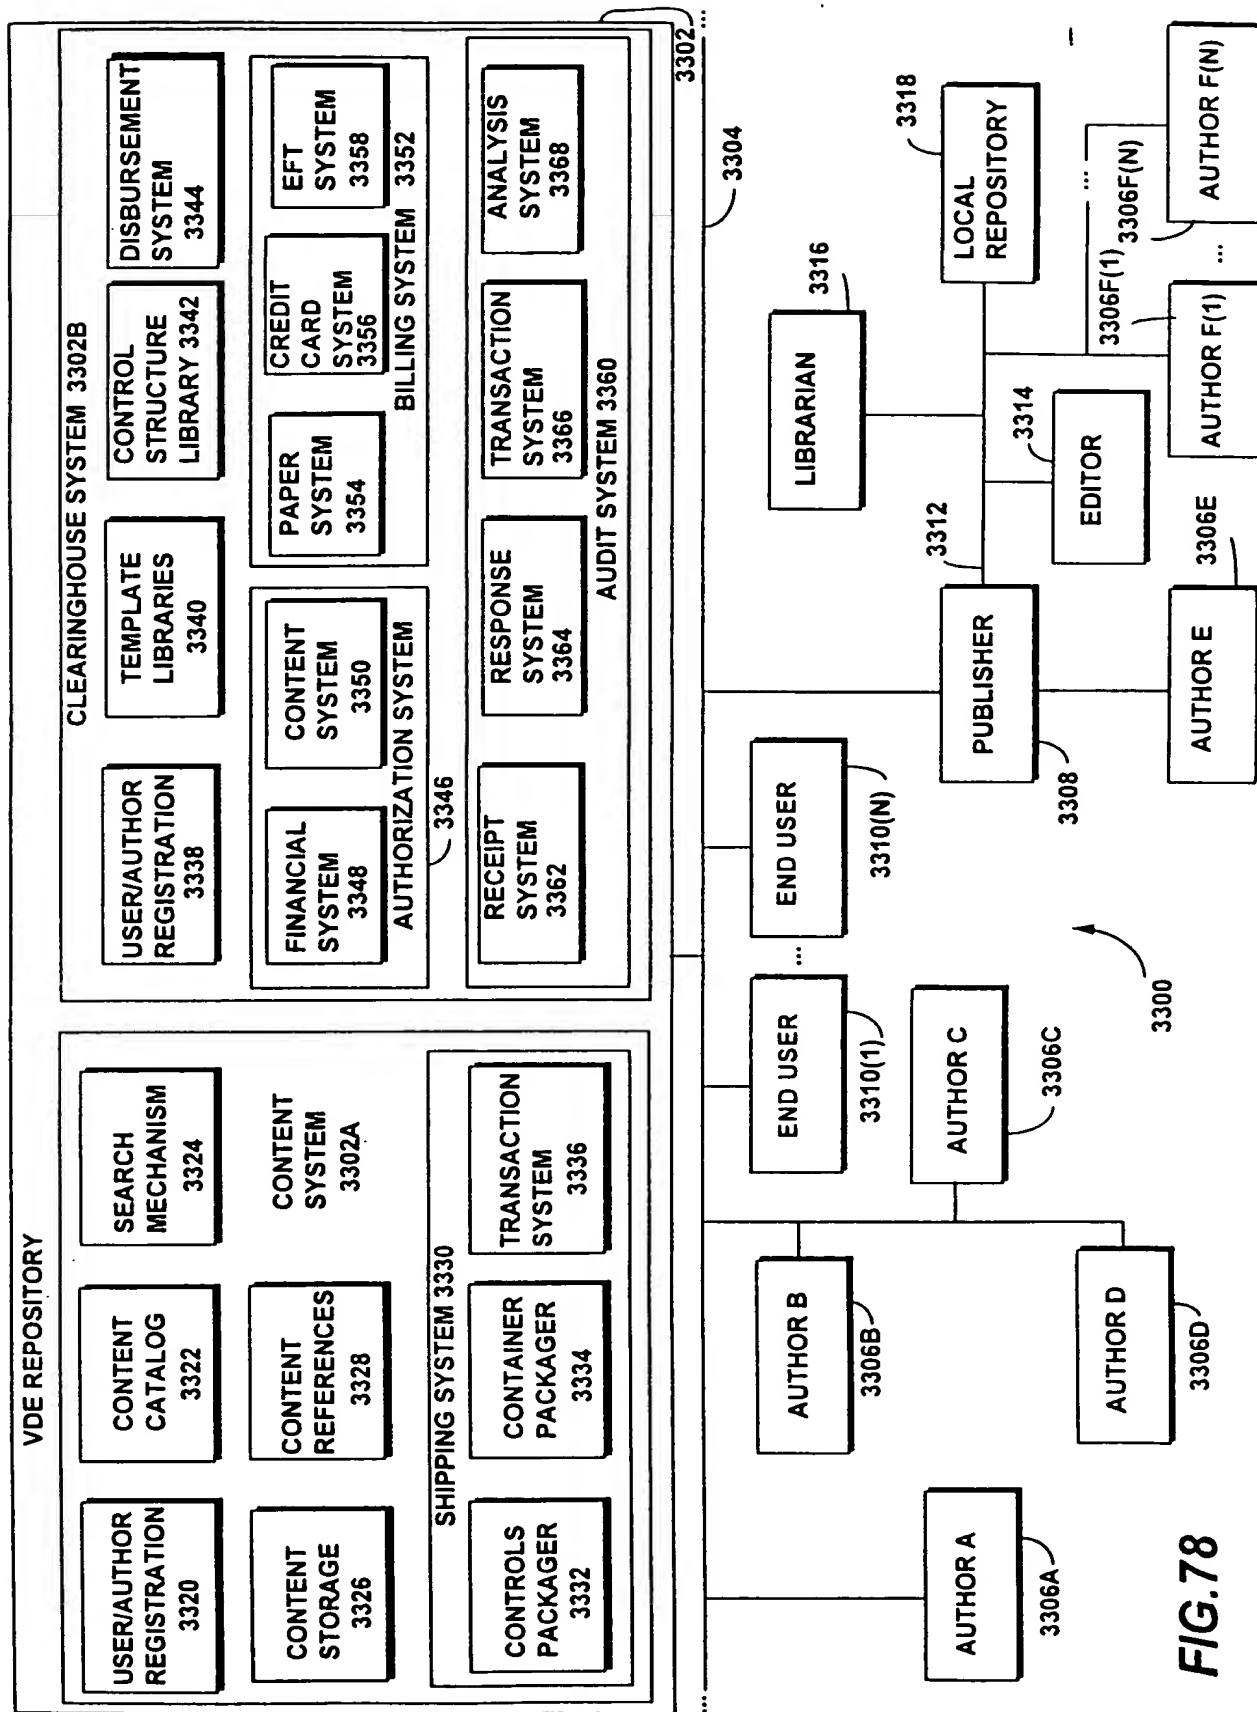 VDE REPOSITORY
USER/AUTHOR
REGISTRATION
3320
CONTENT
CATALOG
3322
SEARCH
MECHANISM
3324
CONTENT
STORAGE
3326
CONTENT
REFERENCES
3328
CONTENT
SYSTEM
3302A
SHIPPING SYSTEM 3330
CONTROLS
PACKAGER
3332
CONTAINER
PACKAGER
3334
TRANSACTION
SYSTEM
3336
CLEARINGHOUSE SYSTEM 3302B
USER/AUTHOR
REGISTRATION
3338
TEMPLATE
LIBRARIES
3340
CONTROL
STRUCTURE
LIBRARY 3342
DISBURSEMENT
SYSTEM
3344
FINANCIAL
SYSTEM
3348
CONTENT
SYSTEM
3350
AUTHORIZATION SYSTEM
3346
PAPER
SYSTEM
3354
CREDIT
CARD
SYSTEM
3356
EFT
SYSTEM
3358
BILLING SYSTEM 3352
RECEIPT
SYSTEM
3362
RESPONSE
SYSTEM
3364
TRANSACTION
SYSTEM
3366
ANALYSIS
SYSTEM
3368
AUDIT SYSTEM 3360
3302
...
...
3304
AUTHOR A
3306A
AUTHOR B
3306B
AUTHOR C
3306C
AUTHOR D
3306D
END USER
3310(1)
...
END USER
3310(N)
3300
PUBLISHER
3308
3312
AUTHOR E
3306E
LIBRARIAN
3316
EDITOR
3314
LOCAL
REPOSITORY
3318
3306F(1)
AUTHOR F(1)
...
...
3306F(N)
AUTHOR F(N)
FIG.78